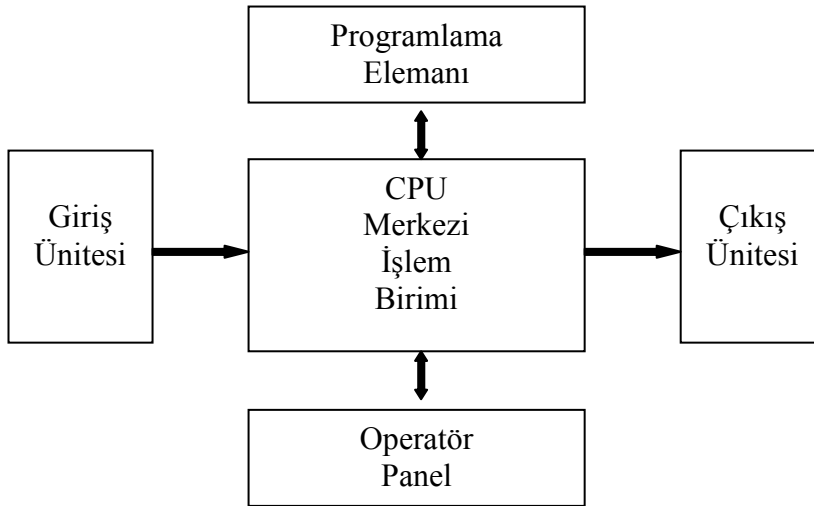 Programlama
Elemanı
Giriş
Ünitesi
CPU
Merkezi
İşlem
Birimi
Çıkış
Ünitesi
Operatör
Panel